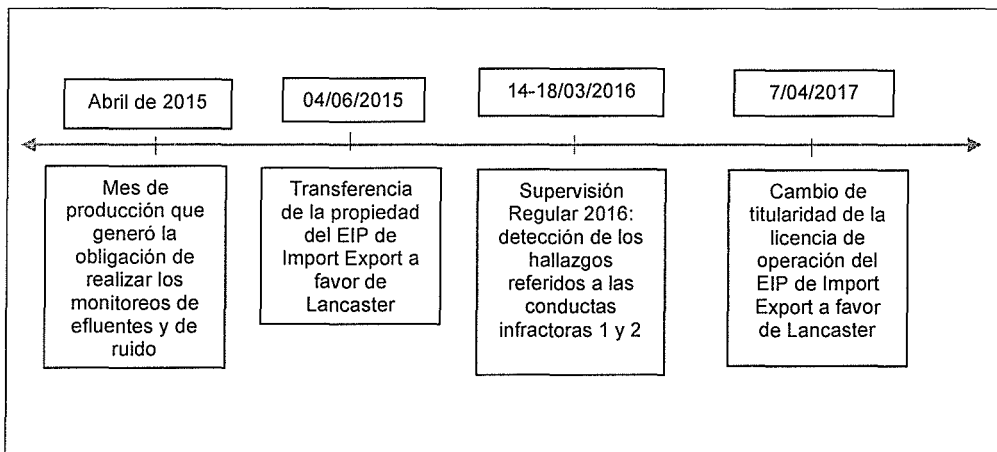 Abril de 2015
04/06/2015
14-18/03/2016
7/04/2017
Mes de
producción que
generó la
obligación de
realizar los
monitoreos de
efluentes y de
ruido
Transferencia
de la propiedad
del EIP de
Import Export a
favor de
Lancaster
Supervisión
Regular 2016:
detección de los
hallazgos
referidos a las
conductas
infractoras 1 y 2
Cambio de
titularidad de la
licencia de
operación del
EIP de Import
Export a favor
de Lancaster